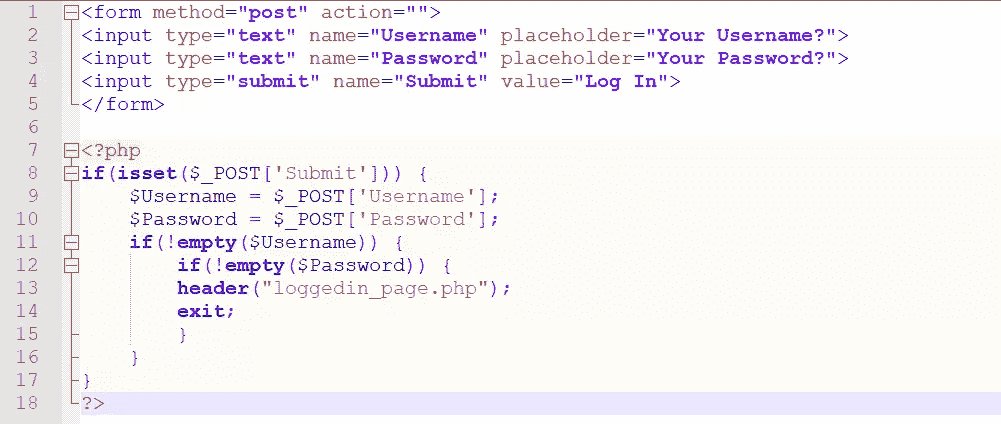 1 <form method="post" action="">
2 <input type="text" name="Username" placeholder="Your Username?">
3 <input type="text" name="Password" placeholder="Your Password?">
4 <input type="submit" name="Submit" value="Log In">
5 </form>
6
7 <?php
8 if(isset($_POST['Submit'])) {
9     $Username = $_POST['Username'];
10     $Password = $_POST['Password'];
11     if(!empty($Username)) {
12         if(!empty($Password)) {
13         header("loggedin_page.php");
14         exit;
15         }
16     }
17 }
18 ?>